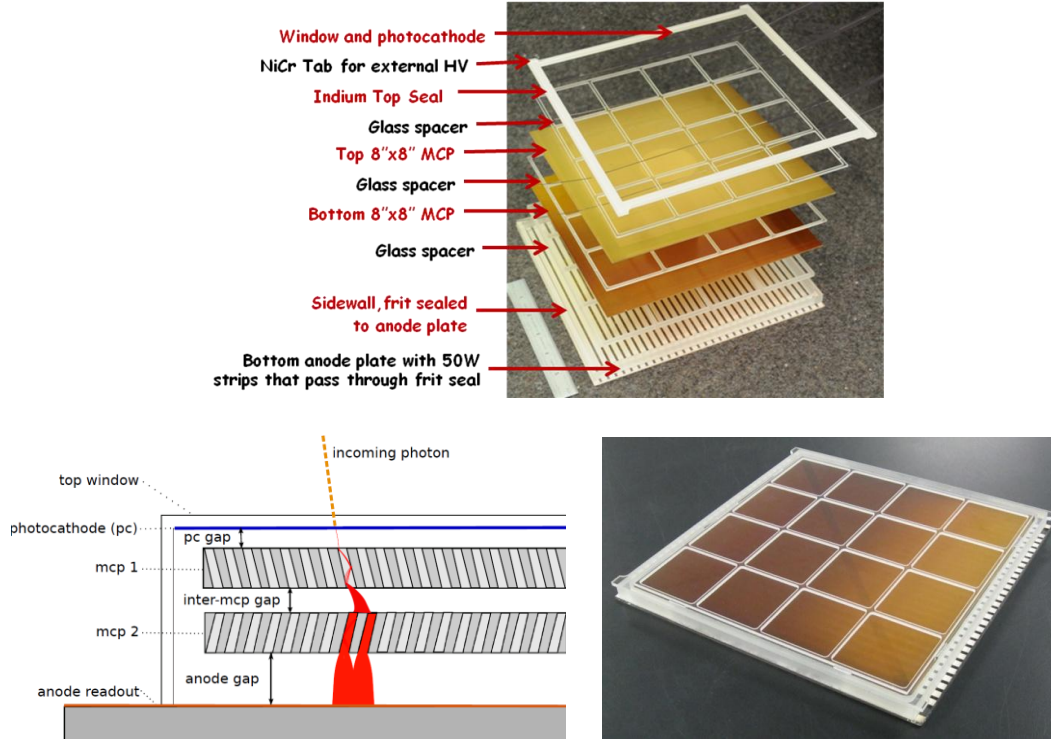 Window and photocathode
NiCr Tab for external HV
Indium Top Seal
Glass spacer
Top 8"x8" MCP
Glass spacer
Bottom 8"x8" MCP
Glass spacer
Sidewall,frit sealed
to anode plate
Bottom anode plate with 50W
strips that pass through frit seal
incoming photon
top window
photocathode (pc)
pc gap
mcp 1
inter-mcp gap
mcp 2
anode gap
anode readout